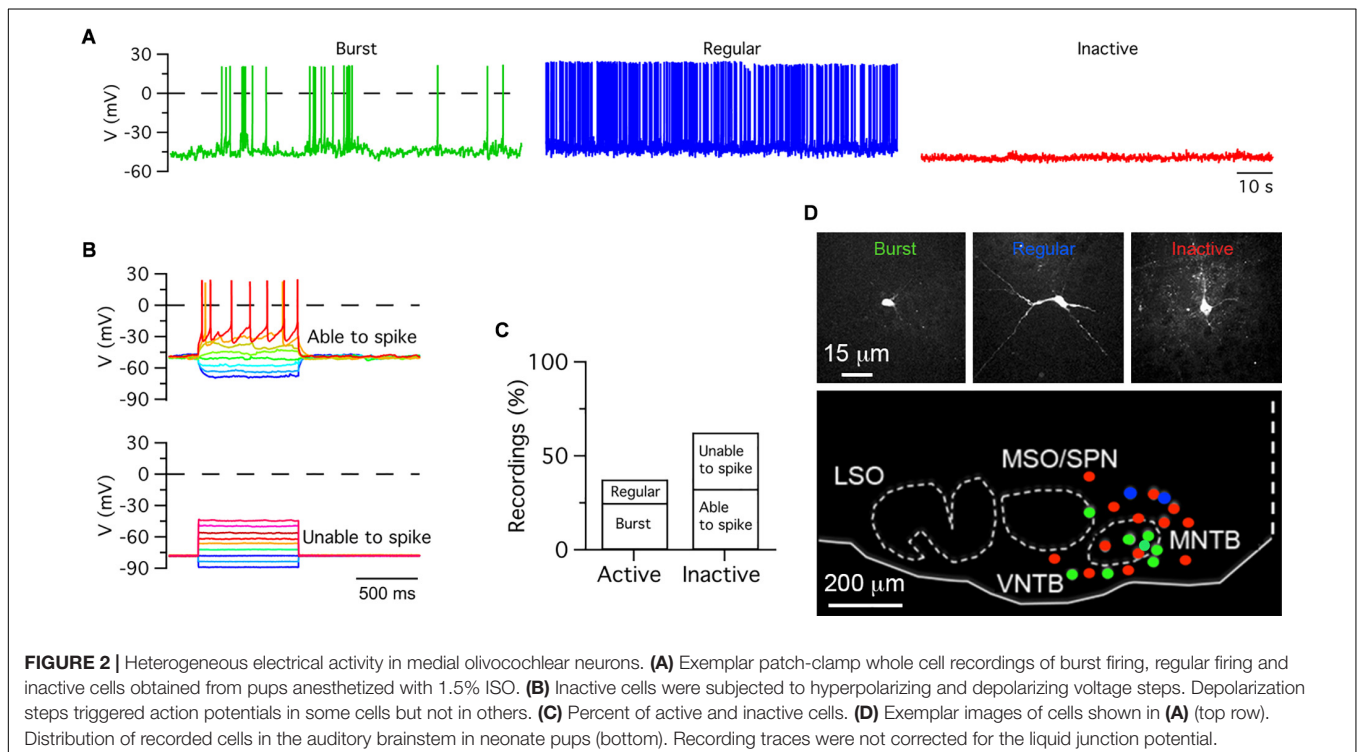 A
Burst
Regular
Inactive
V (mV)
30
0
-30
-60
10 s
B
V (mV)
30
0
-30
-60
-90
Able to spike
V (mV)
30
0
-30
-60
-90
Unable to spike
500 ms
C
Recordings (%)
100
50
0
Regular
Burst
Unable
to spike
Able
to spike
Active
Inactive
D
Burst
Regular
Inactive
15 μm
LSO
MSO/SPN
MNTB
VNTB
200 μm
FIGURE 2 | Heterogeneous electrical activity in medial olivocochlear neurons. (A) Exemplar patch-clamp whole cell recordings of burst firing, regular firing and
inactive cells obtained from pups anesthetized with 1.5% ISO. (B) Inactive cells were subjected to hyperpolarizing and depolarizing voltage steps. Depolarization
steps triggered action potentials in some cells but not in others. (C) Percent of active and inactive cells. (D) Exemplar images of cells shown in (A) (top row).
Distribution of recorded cells in the auditory brainstem in neonate pups (bottom). Recording traces were not corrected for the liquid junction potential.